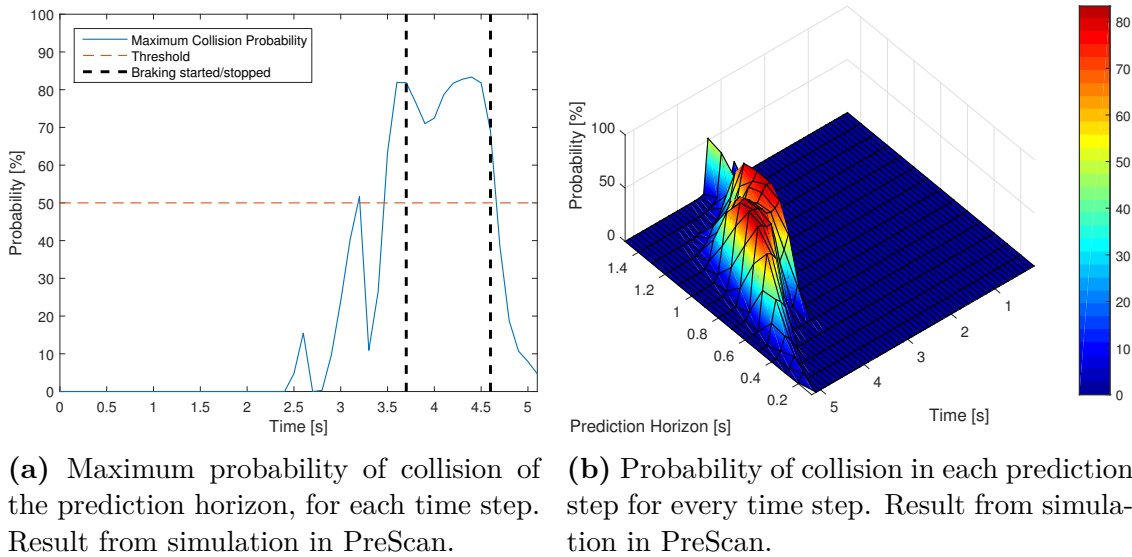 100
90
80
70
60
50
40
30
20
10
0
Probability [%]
Maximum Collision Probability
Threshold
Braking started/stopped
0 0.5 1 1.5 2 2.5 3 3.5 4 4.5 5
Time [s]
100
50
0
Probability [%]
1.4
1.2
1
0.8
0.6
0.4
0.2
Prediction Horizon [s]
1
2
3
4
5
Time [s]
80
70
60
50
40
30
20
10
0
(a) Maximum probability of collision of
the prediction horizon, for each time step.
Result from simulation in PreScan.
(b) Probability of collision in each prediction
step for every time step. Result from simula-
tion in PreScan.